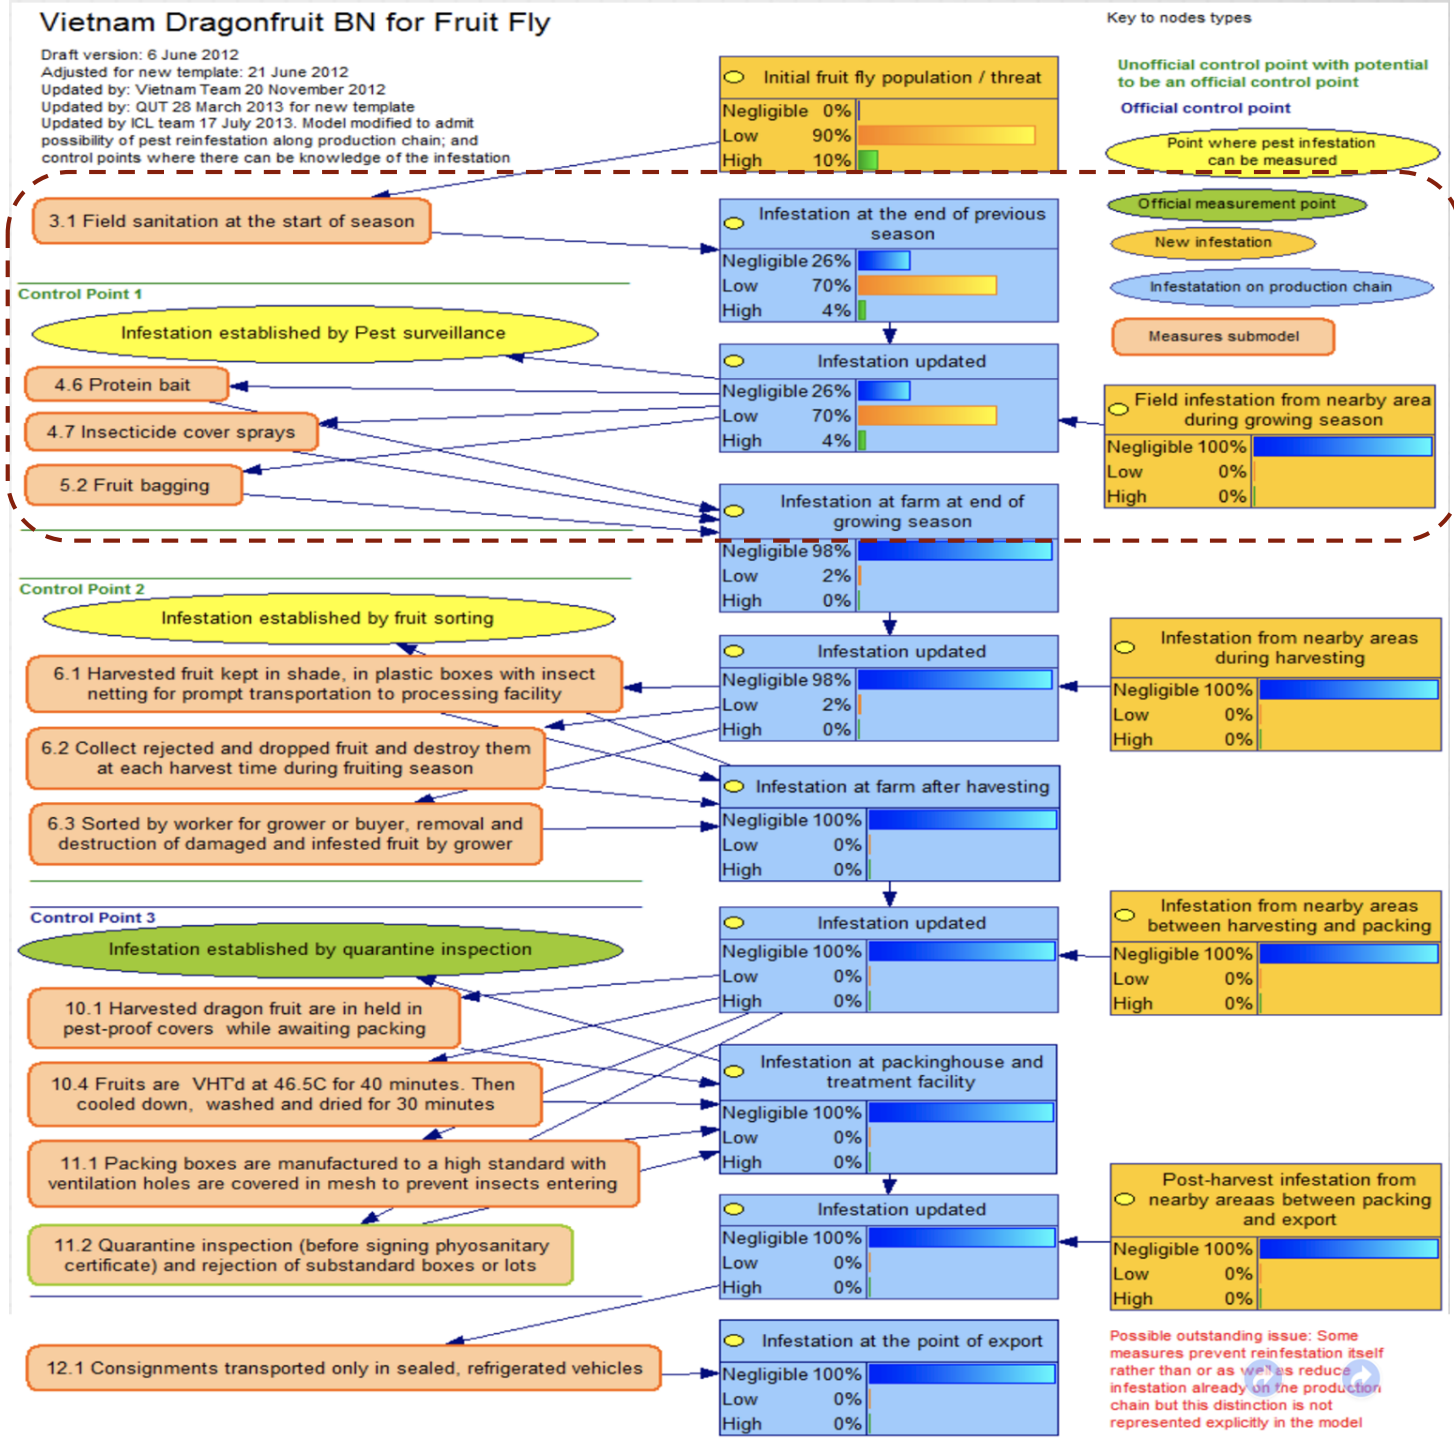 Vietnam Dragonfruit BN for Fruit Fly
Draft version: 6 June 2012
Adjusted for new template: 21 June 2012
Updated by: Vietnam Team 20 November 2012
Updated by: QUT 28 March 2013 for new template
Updated by ICL team 17 July 2013. Model modified to admit
possibility of pest reinfestation along production chain; and
control points where there can be knowledge of the infestation
Key to nodes types
Unofficial control point with potential
to be an official control point
Official control point
Point where pest infestation
can be measured
Official measurement point
New infestation
Infestatation on production chain
Measures submodel
Initial fruit fly population / threat
Negligible 0%
Low 90%
High 10%
3.1 Field sanitation at the start of season
Infestation at the end of previous
season
Negligible 26%
Low 70%
High 4%
Control Point 1
Infestation established by Pest surveillance
4.6 Protein bait
4.7 Insecticide cover sprays
5.2 Fruit bagging
Infestation updated
Negligible 26%
Low 70%
High 4%
Field infestation from nearby area
during growing season
Negligible 100%
Low 0%
High 0%
Infestation at farm at end of
growing season
Negligible 98%
Low 2%
High 0%
Control Point 2
Infestation established by fruit sorting
6.1 Harvested fruit kept in shade, in plastic boxes with insect
netting for prompt transportation to processing facility
6.2 Collect rejected and dropped fruit and destroy them
at each harvest time during fruiting season
6.3 Sorted by worker for grower or buyer, removal and
destruction of damaged and infested fruit by grower
Infestation updated
Negligible 98%
Low 2%
High 0%
Infestation from nearby areas
during harvesting
Negligible 100%
Low 0%
High 0%
Infestation at farm after havesting
Negligible 100%
Low 0%
High 0%
Control Point 3
Infestation established by quarantine inspection
10.1 Harvested dragon fruit are in held in
pest-proof covers while awaiting packing
10.4 Fruits are VHT'd at 46.5C for 40 minutes. Then
cooled down, washed and dried for 30 minutes
11.1 Packing boxes are manufactured to a high standard with
ventilation holes are covered in mesh to prevent insects entering
11.2 Quarantine inspection (before signing phyosanitary
certificate) and rejection of substandard boxes or lots
Infestation updated
Negligible 100%
Low 0%
High 0%
Infestation from nearby areas
between harvesting and packing
Negligible 100%
Low 0%
High 0%
Infestation at packinghouse and
treatment facility
Negligible 100%
Low 0%
High 0%
Infestation updated
Negligible 100%
Low 0%
High 0%
Post-harvest infestation from
nearby areaas between packing
and export
Negligible 100%
Low 0%
High 0%
12.1 Consignments transported only in sealed, refrigerated vehicles
Infestation at the point of export
Negligible 100%
Low 0%
High 0%
Possible outstanding issue: Some
measures prevent reinfestation itself
rather than or as well as reduce
infestation already on the production
chain but this distinction is not
represented explicitly in the model